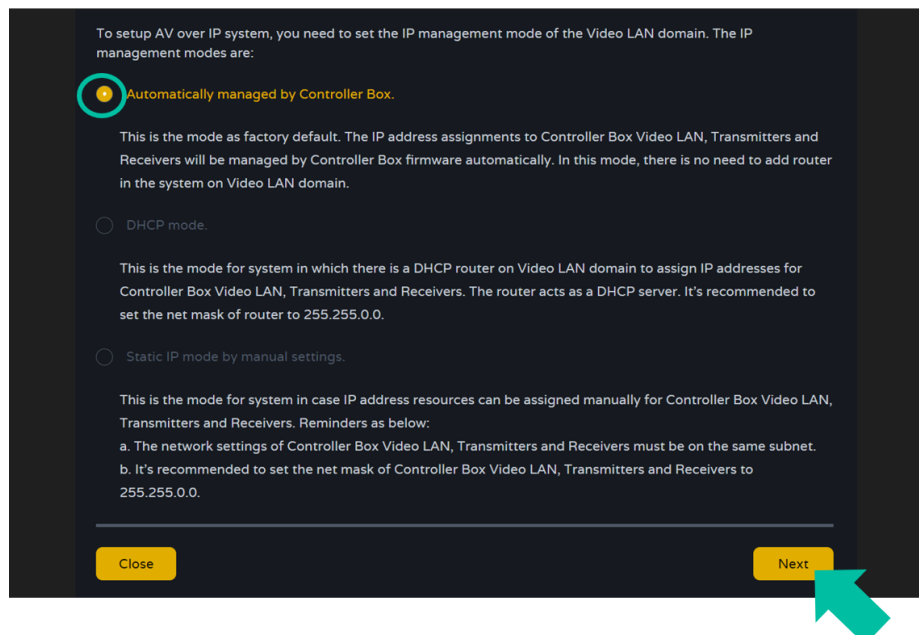 To setup AV over IP system, you need to set the IP management mode of the Video LAN domain. The IP
management modes are:
Automatically managed by Controller Box.
This is the mode as factory default. The IP address assignments to Controller Box Video LAN, Transmitters and
Receivers will be managed by Controller Box firmware automatically. In this mode, there is no need to add router
in the system on Video LAN domain.
DHCP mode.
This is the mode for system in which there is a DHCP router on Video LAN domain to assign IP addresses for
Controller Box Video LAN, Transmitters and Receivers. The router acts as a DHCP server. It's recommended to
set the net mask of router to 255.255.0.0.
Static IP mode by manual settings.
This is the mode for system in case IP address resources can be assigned manually for Controller Box Video LAN,
Transmitters and Receivers. Reminders as below:
a. The network settings of Controller Box Video LAN, Transmitters and Receivers must be on the same subnet.
b. It's recommended to set the net mask of Controller Box Video LAN, Transmitters and Receivers to
255.255.0.0.
Close
Next